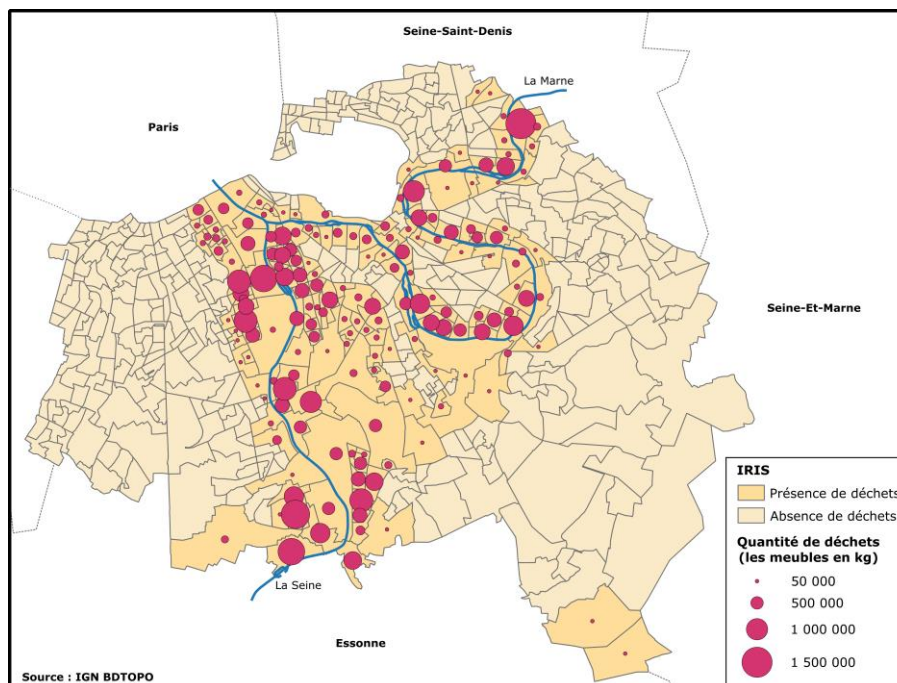 Seine-Saint-Denis
La Marne
Paris
Seine-Et-Marne
La Seine
Essonne
Source : IGN BDTOPO
IRIS
Présence de déchets
Absence de déchets
Quantité de déchets
(les meubles en kg)
50 000
500 000
1 000 000
1 500 000